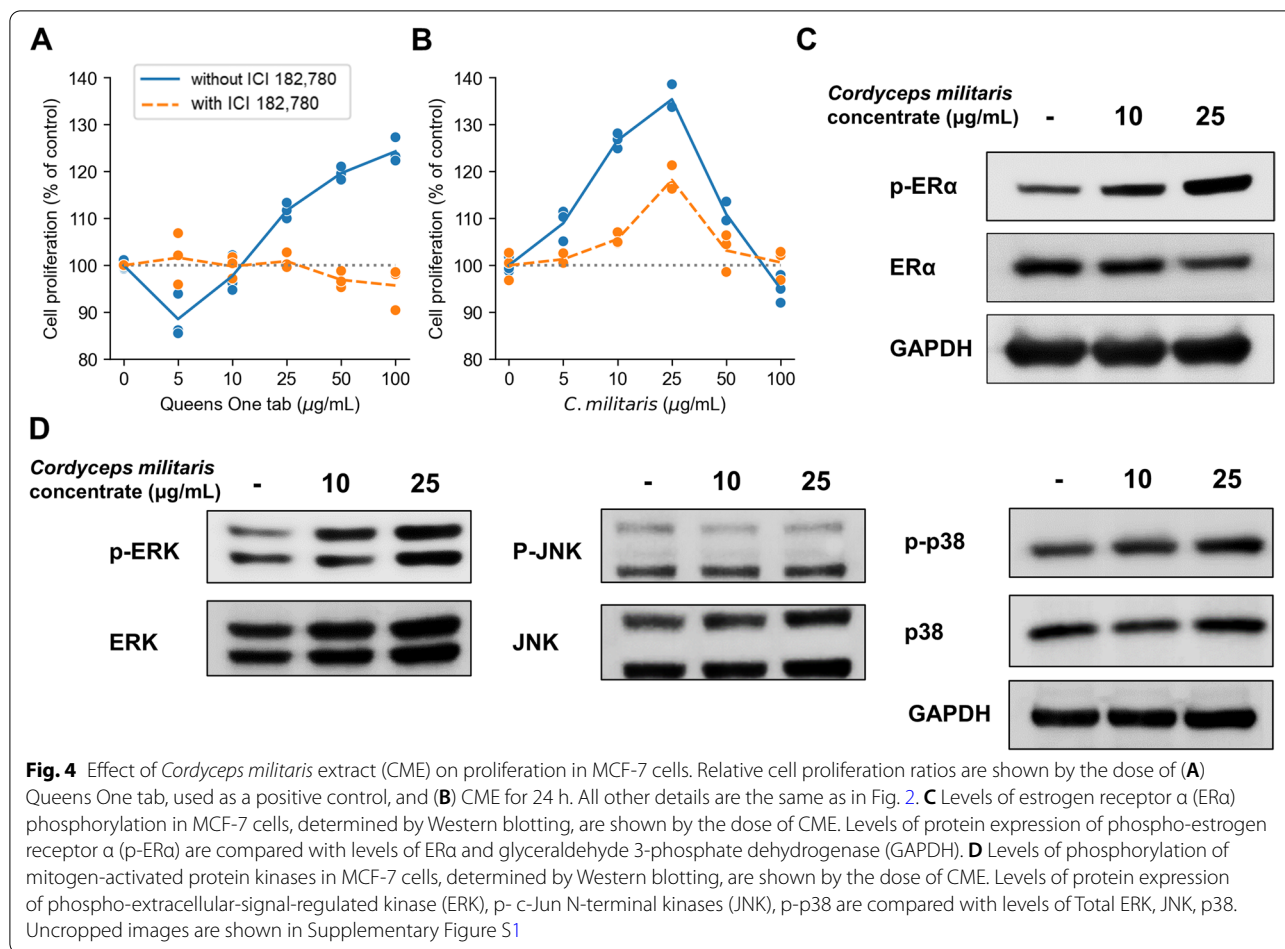 A
B
C
without ICI 182,780
with ICI 182,780
Cell proliferation (% of control)
140
130
120
110
100
90
80
0 5 10 25 50 100
Queens One tab (μg/mL)
Cell proliferation (% of control)
140
130
120
110
100
90
80
0 5 10 25 50 100
C. militaris (μg/mL)
Cordyceps militaris
concentrate (μg/mL) - 10 25
p-ERα
ERα
GAPDH
D
Cordyceps militaris
concentrate (μg/mL) - 10 25
p-ERK
ERK
- 10 25
P-JNK
JNK
- 10 25
p-p38
p38
GAPDH
Fig. 4 Effect of Cordyceps militaris extract (CME) on proliferation in MCF-7 cells. Relative cell proliferation ratios are shown by the dose of (A)
Queens One tab, used as a positive control, and (B) CME for 24 h. All other details are the same as in Fig. 2. C Levels of estrogen receptor α (ERα)
phosphorylation in MCF-7 cells, determined by Western blotting, are shown by the dose of CME. Levels of protein expression of phospho-estrogen
receptor α (p-ERα) are compared with levels of ERα and glyceraldehyde 3-phosphate dehydrogenase (GAPDH). D Levels of phosphorylation of
mitogen-activated protein kinases in MCF-7 cells, determined by Western blotting, are shown by the dose of CME. Levels of protein expression
of phospho-extracellular-signal-regulated kinase (ERK), p- c-Jun N-terminal kinases (JNK), p-p38 are compared with levels of Total ERK, JNK, p38.
Uncropped images are shown in Supplementary Figure S1